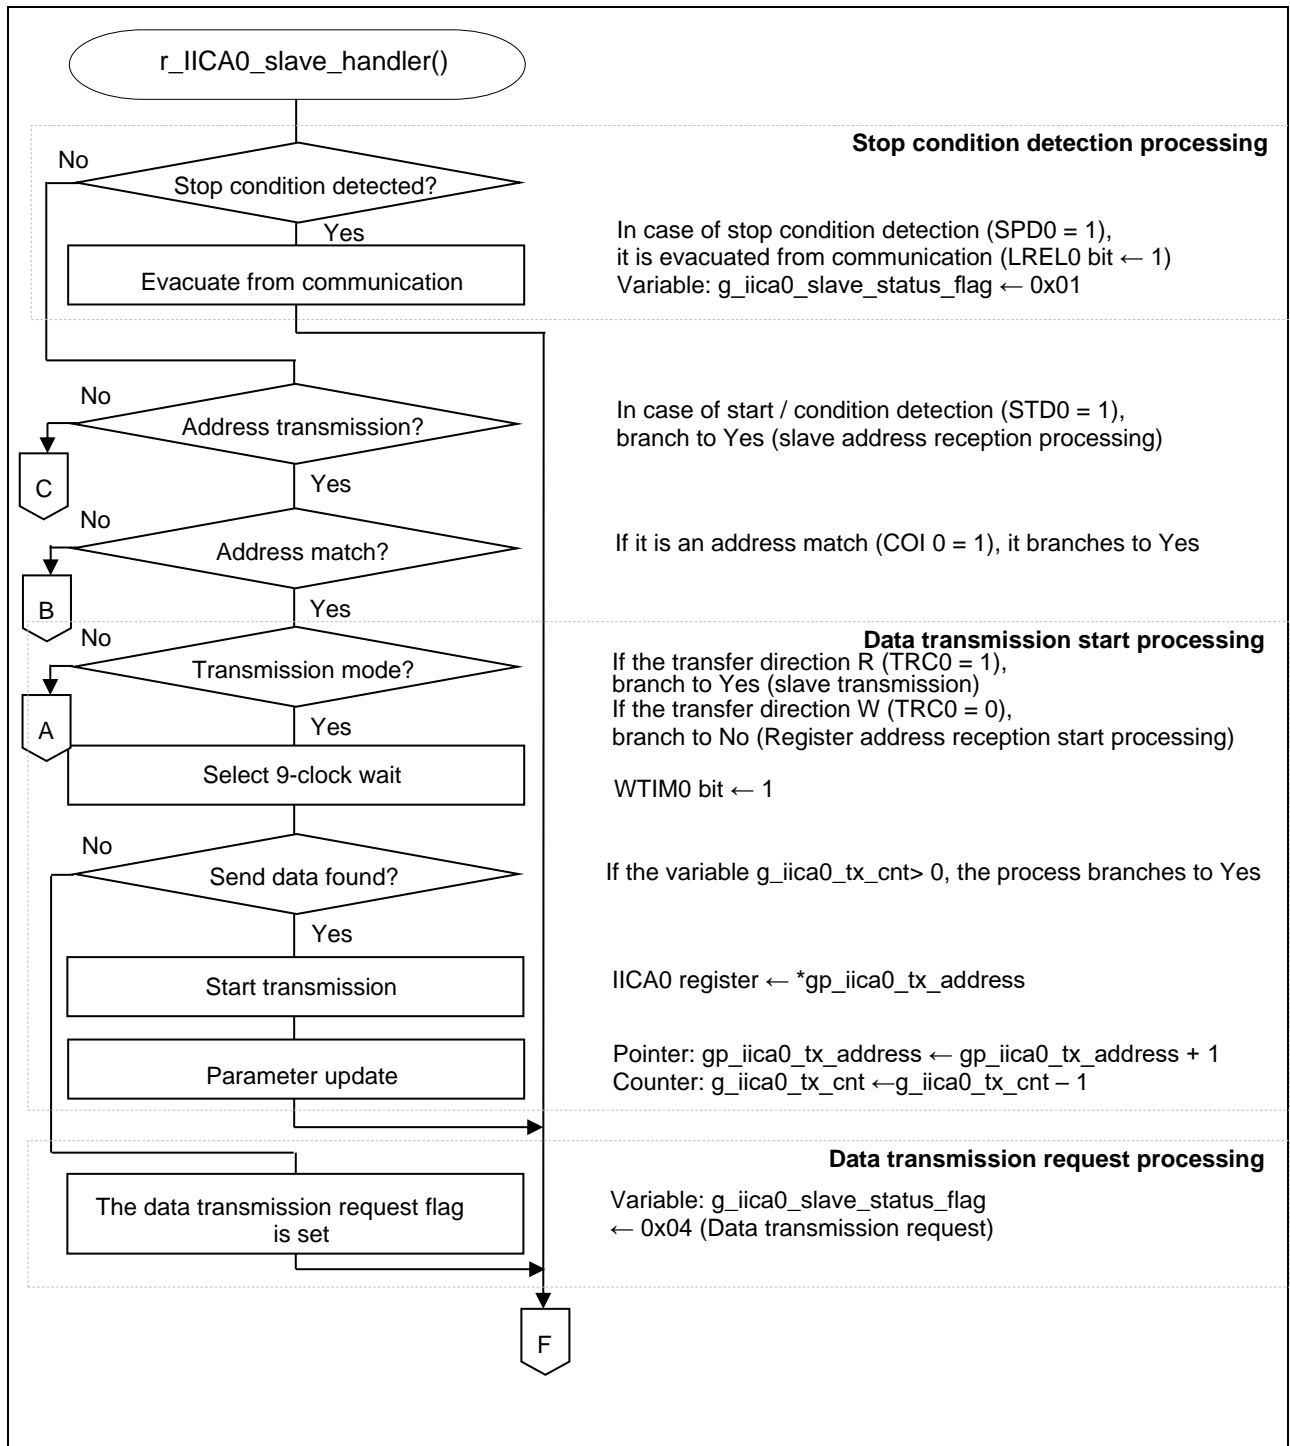 r_IICA0_slave_handler()
Stop condition detection processing
No
Stop condition detected?
Yes
In case of stop condition detection (SPD0 = 1),
it is evacuated from communication (LREL0 bit ← 1)
Variable: g_iica0_slave_status_flag ← 0x01
Evacuate from communication
No
Address transmission?
In case of start / condition detection (STD0 = 1),
branch to Yes (slave address reception processing)
C
Yes
No
Address match?
If it is an address match (COI 0 = 1), it branches to Yes
B
Yes
Data transmission start processing
No
Transmission mode?
If the transfer direction R (TRC0 = 1),
branch to Yes (slave transmission)
If the transfer direction W (TRC0 = 0),
branch to No (Register address reception start processing)
A
Yes
Select 9-clock wait
WTIM0 bit ← 1
No
Send data found?
If the variable g_iica0_tx_cnt> 0, the process branches to Yes
Yes
Start transmission
IICA0 register ← *gp_iica0_tx_address
Parameter update
Pointer: gp_iica0_tx_address ← gp_iica0_tx_address + 1
Counter: g_iica0_tx_cnt ←g_iica0_tx_cnt – 1
Data transmission request processing
The data transmission request flag
is set
Variable: g_iica0_slave_status_flag
← 0x04 (Data transmission request)
F